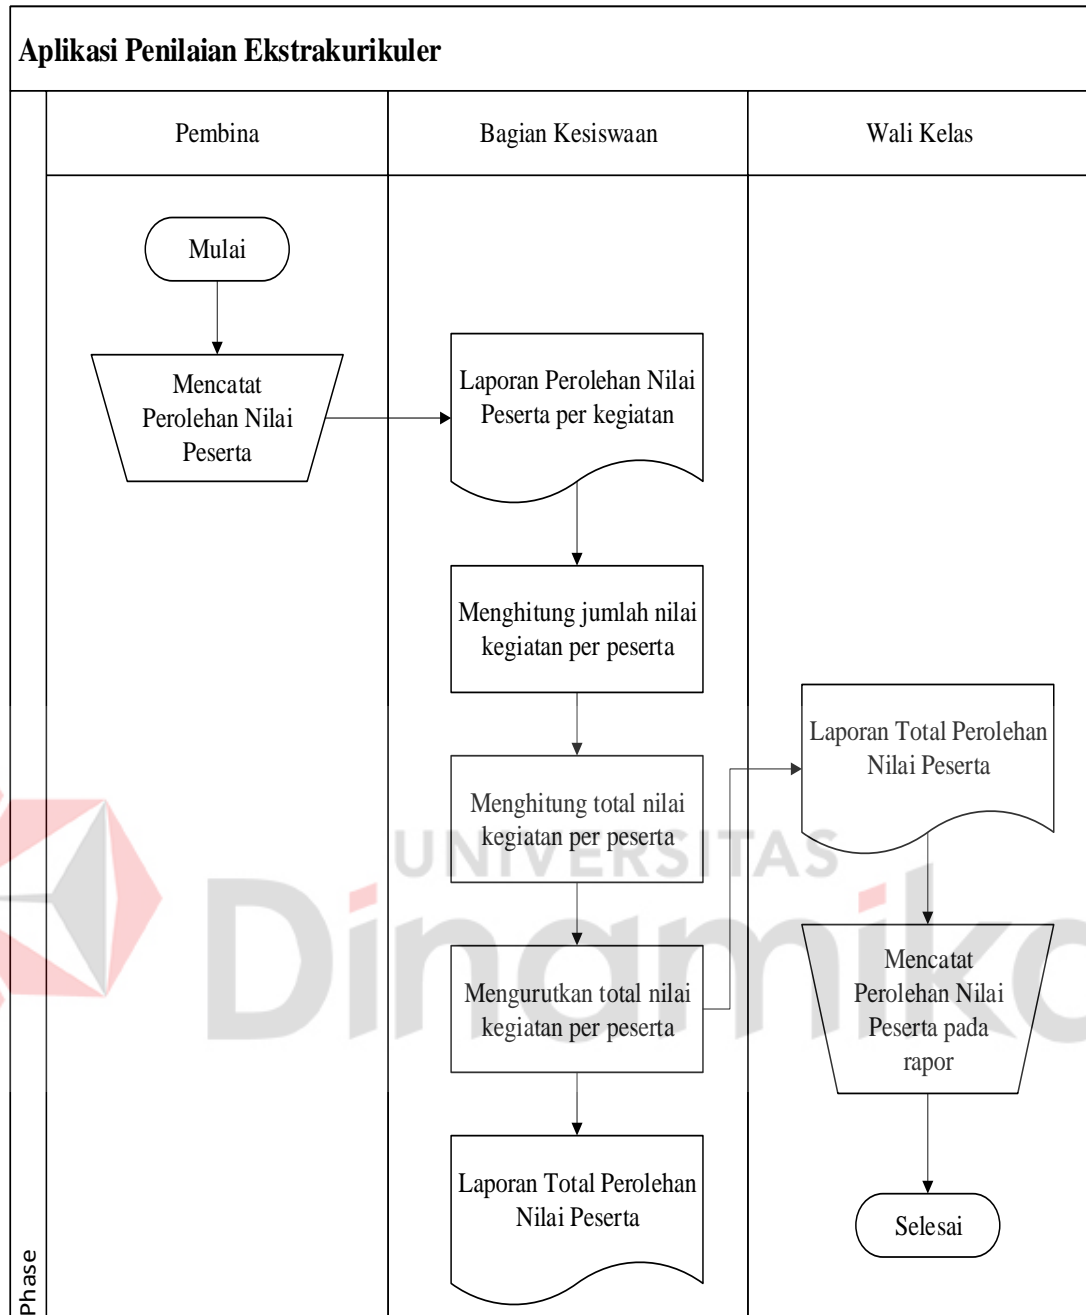 Aplikasi Penilaian Ekstrakurikuler
Pembina
Bagian Kesiswaan
Wali Kelas
Mulai
Mencatat
Perolehan Nilai
Peserta
Laporan Perolehan Nilai
Peserta per kegiatan
Menghitung jumlah nilai
kegiatan per peserta
Menghitung total nilai
kegiatan per peserta
Mengurutkan total nilai
kegiatan per peserta
Laporan Total Perolehan
Nilai Peserta
Laporan Total Perolehan
Nilai Peserta
Mencatat
Perolehan Nilai
Peserta pada
rapor
Selesai
Phase
UNIVERSITAS
Dinamika